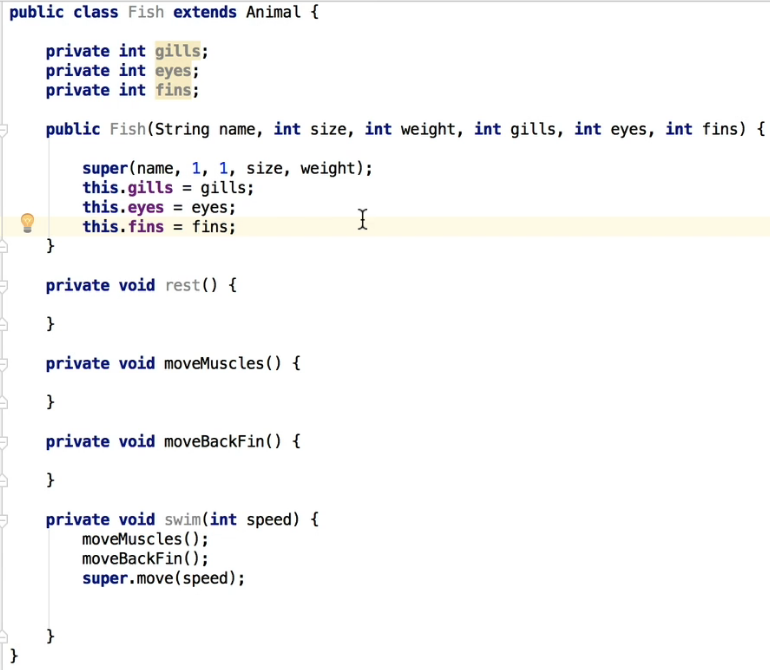 public class Fish extends Animal {
private int gills;
private int eyes;
private int fins;
public Fish(String name, int size, int weight, int gills, int eyes, int fins) {
super(name, 1, 1, size, weight);
this.gills = gills;
this.eyes = eyes;
this.fins = fins;
}
private void rest() {
}
private void moveMuscles() {
}
private void moveBackFin() {
}
private void swim(int speed) {
moveMuscles();
moveBackFin();
super.move(speed);
}
}